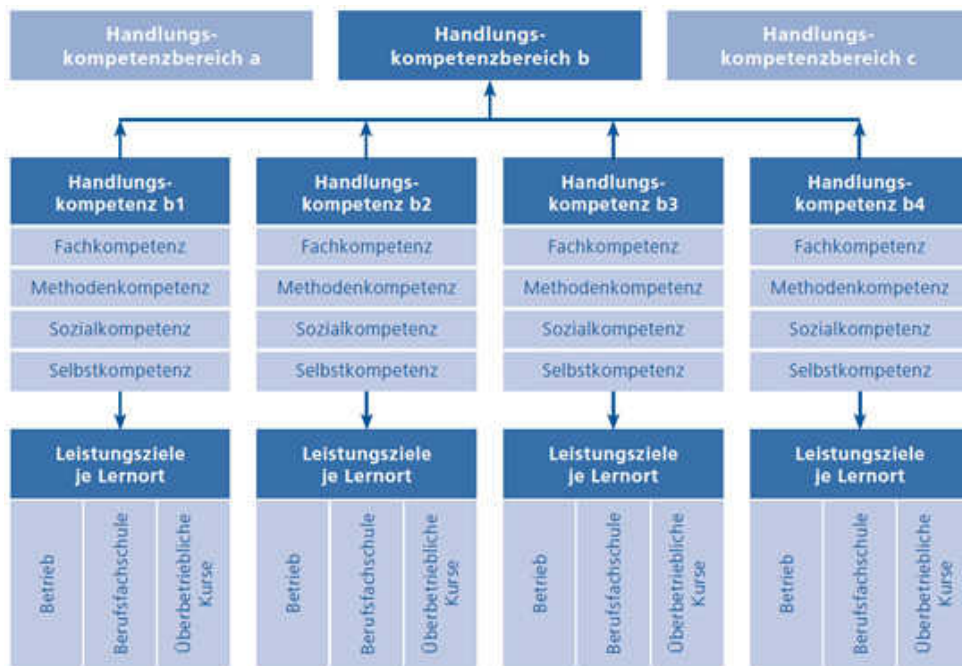 Handlungs-
kompetenzbereich a
Handlungs-
kompetenzbereich b
Handlungs-
kompetenzbereich c
Handlungs-
kompetenz b1
Fachkompetenz
Methodenkompetenz
Sozialkompetenz
Selbstkompetenz
Leistungsziele
je Lernort
Betrieb
Berufsfachschule
Überbetriebliche
Kurse
Handlungs-
kompetenz b2
Fachkompetenz
Methodenkompetenz
Sozialkompetenz
Selbstkompetenz
Leistungsziele
je Lernort
Betrieb
Berufsfachschule
Überbetriebliche
Kurse
Handlungs-
kompetenz b3
Fachkompetenz
Methodenkompetenz
Sozialkompetenz
Selbstkompetenz
Leistungsziele
je Lernort
Betrieb
Berufsfachschule
Überbetriebliche
Kurse
Handlungs-
kompetenz b4
Fachkompetenz
Methodenkompetenz
Sozialkompetenz
Selbstkompetenz
Leistungsziele
je Lernort
Betrieb
Berufsfachschule
Überbetriebliche
Kurse